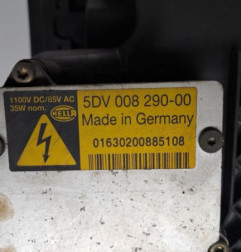 1100V DC/85V AC
35W nom.
HELLA
5DV 008 290-00
Made in Germany
01630200885108